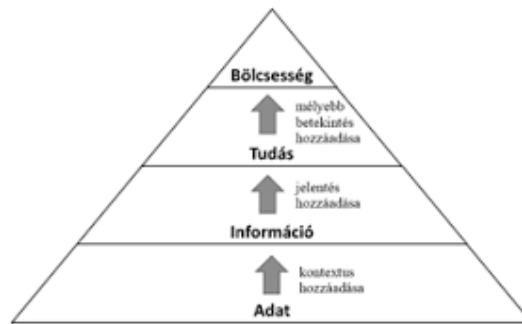 Bölcsesség
mélyebb
betekintés
hozzáadása
Tudás
jelentés
hozzáadása
Információ
kontextus
hozzáadása
Adat